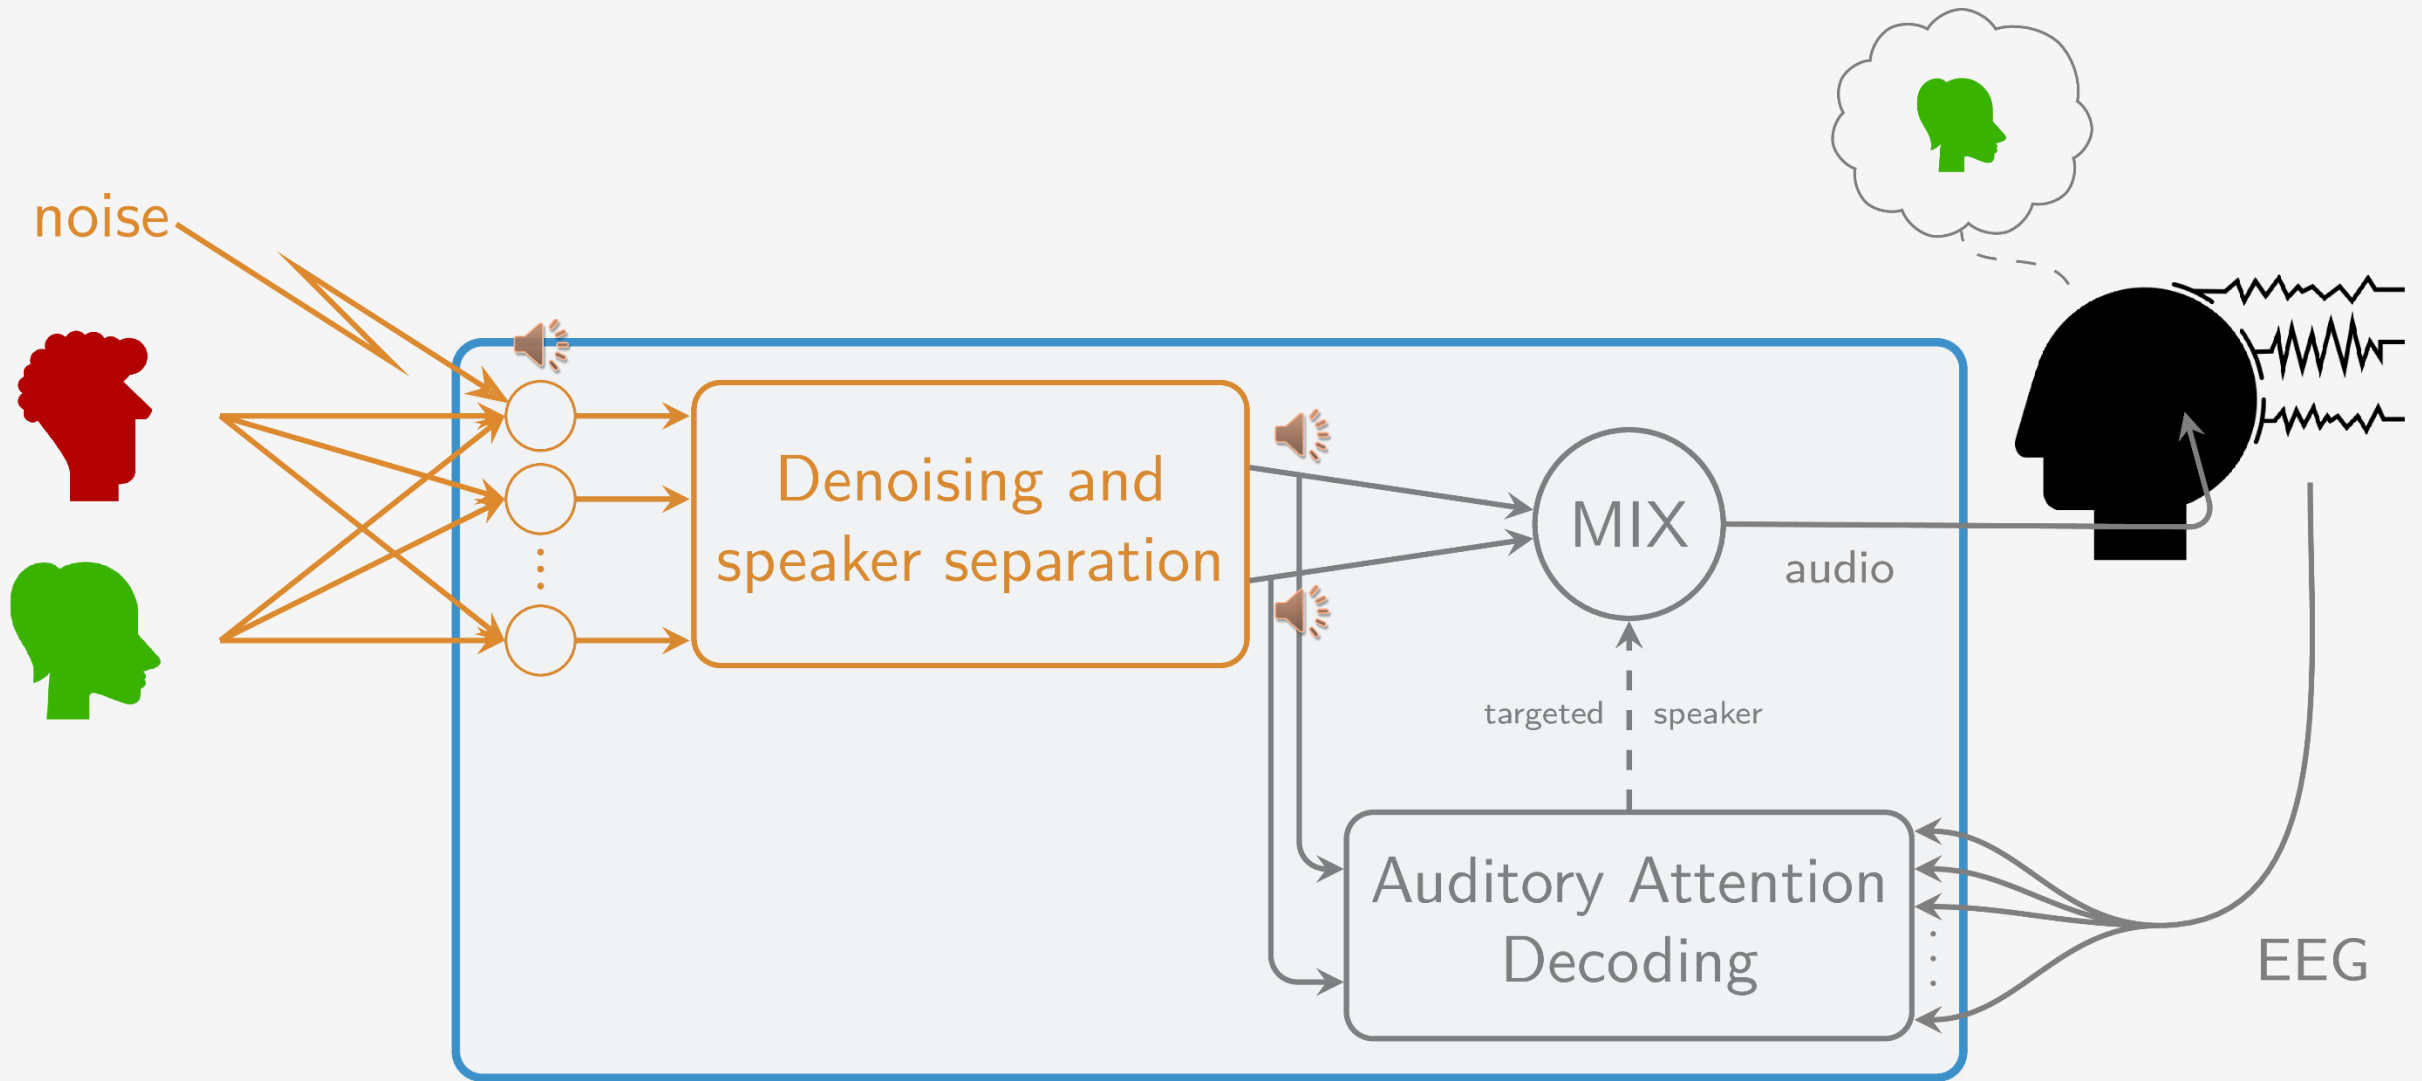 noise
Denoising and
speaker separation
MIX
audio
targeted speaker
Auditory Attention
Decoding
EEG